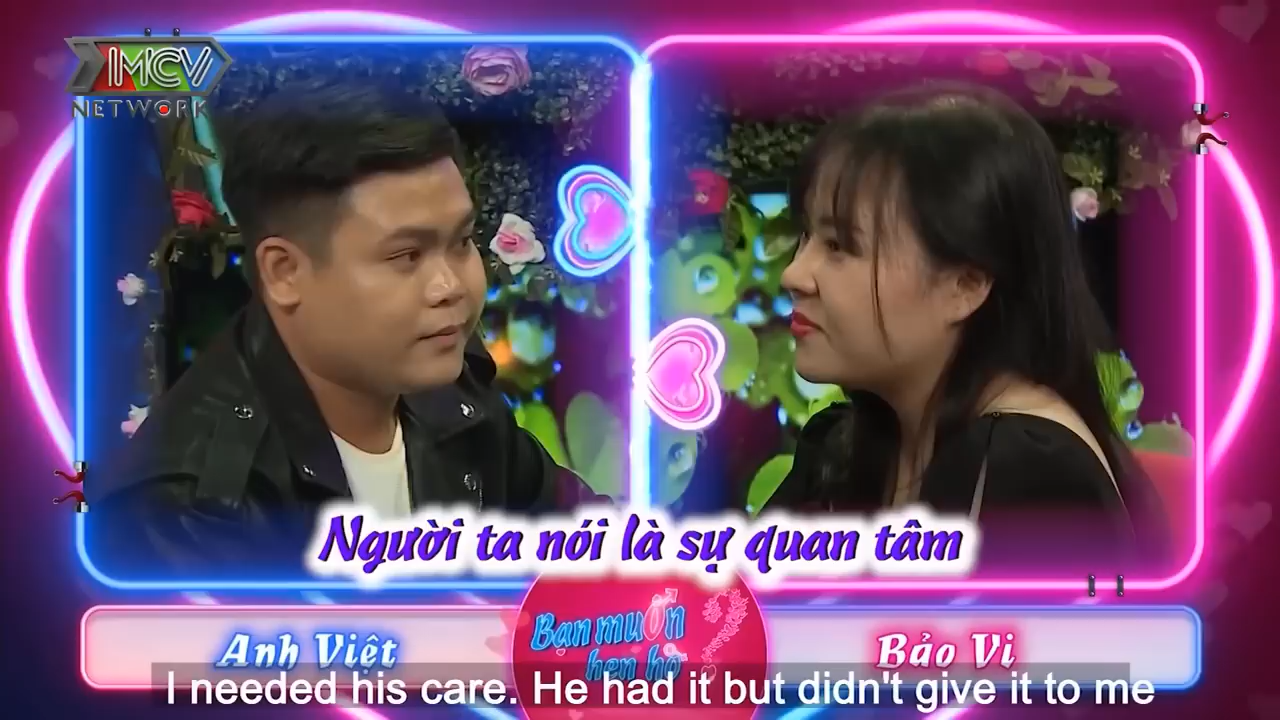 MCV
NETWORK
Người ta nói là sự quan tâm
Anh Việt
Bạn muốn
hẹn hò
Bảo Vi
I needed his care. He had it but didn't give it to me